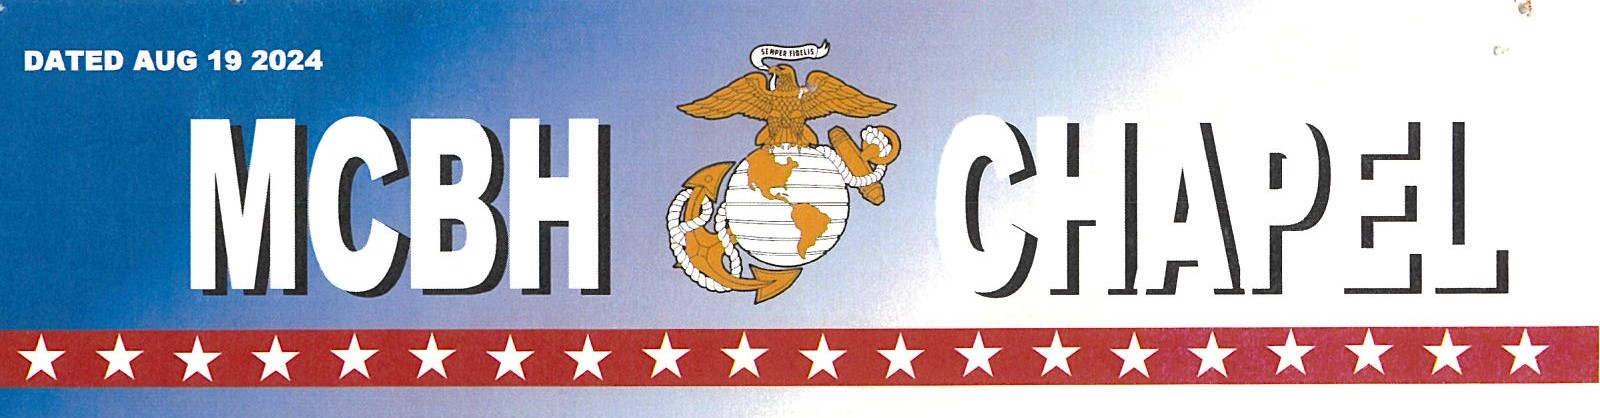 DATED AUG 19 2024
SEMPER FIDELIS
MCBH CHAPEL